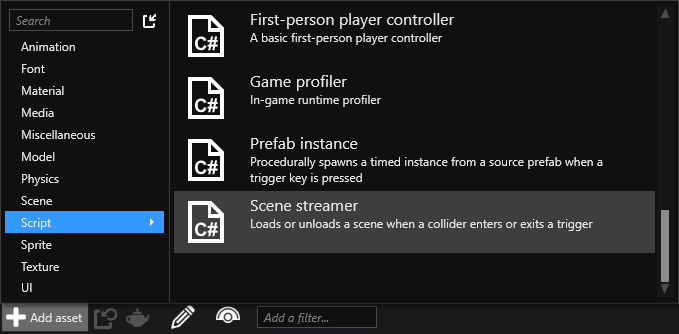 Search
Animation
Font
Material
Media
Miscellaneous
Model
Physics
Scene
Script
Sprite
Texture
UI
C#
First-person player controller
A basic first-person player controller
C#
Game profiler
In-game runtime profiler
C#
Prefab instance
Procedurally spawns a timed instance from a source prefab when a
trigger key is pressed
C#
Scene streamer
Loads or unloads a scene when a collider enters or exits a trigger
Add asset
Add a filter...